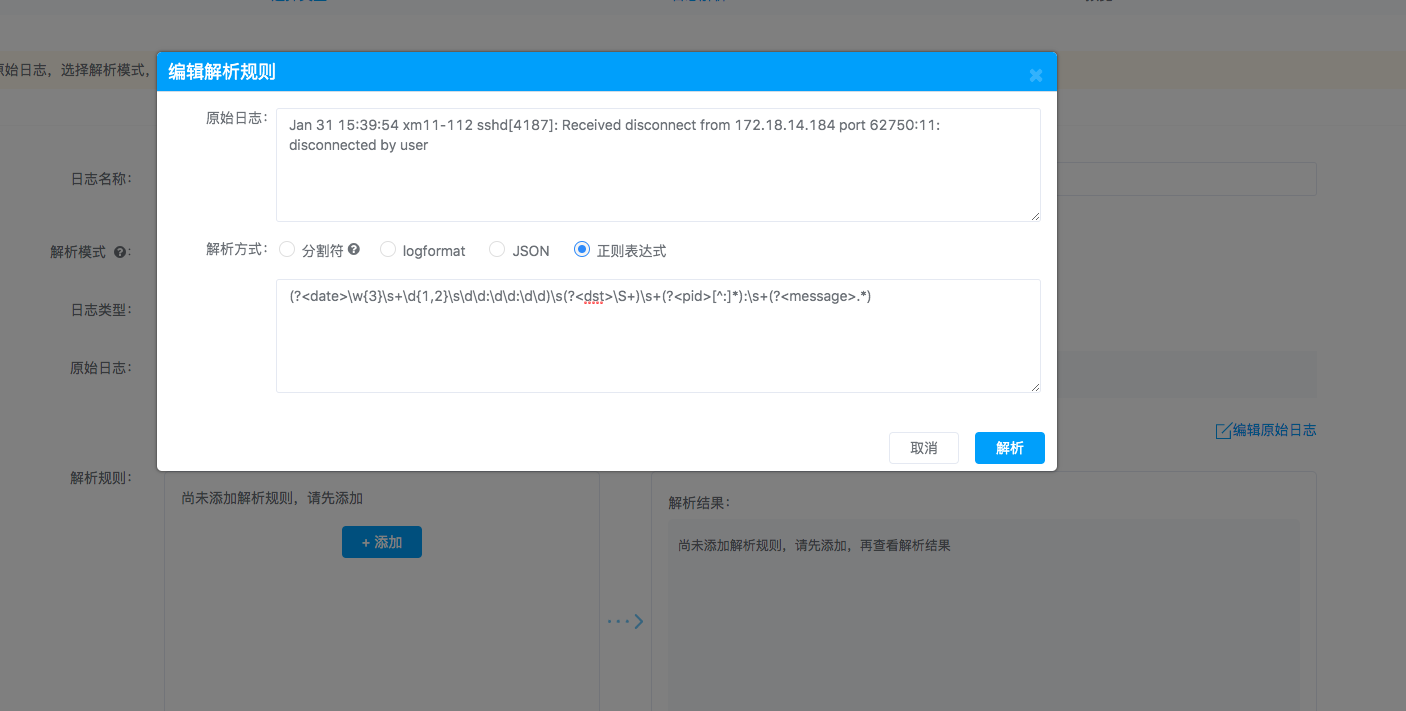 原始日志，选择解析模式，
编辑解析规则
原始日志：
Jan 31 15:39:54 xm11-112 sshd[4187]: Received disconnect from 172.18.14.184 port 62750:11:
disconnected by user
日志名称：
解析方式：
分割符
logformat
JSON
正则表达式
解析模式
(?<date>\w{3}\s+\d{1,2}\s\d\d:\d\d:\d\d)\s(?<dst>\S+)\s+(?<pid>[^:]*):\s+(?<message>.*)
日志类型：
原始日志：
编辑原始日志
取消
解析
解析规则：
尚未添加解析规则，请先添加
+ 添加
解析结果：
尚未添加解析规则，请先添加，再查看解析结果